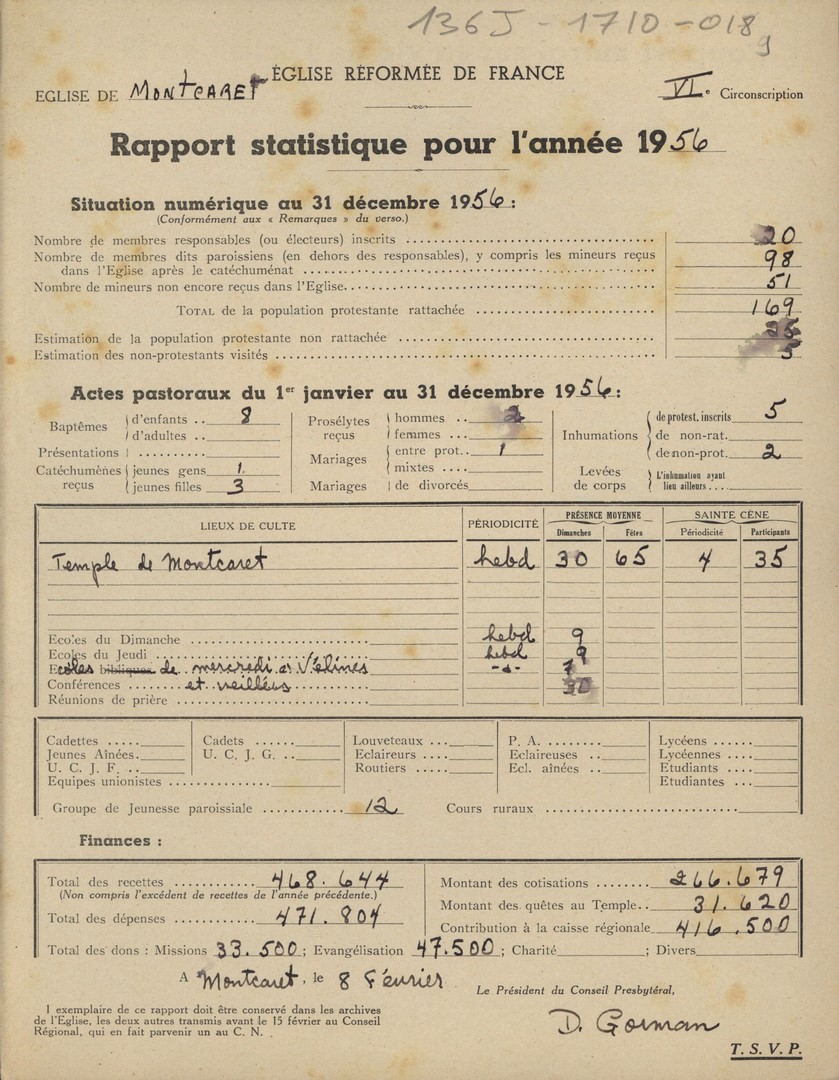 136J - 1710 - 018
9
ÉGLISE RÉFORMÉE DE FRANCE
EGLISE DE Montcaret VIe Circonscription
Rapport statistique pour l'année 1956
Situation numérique au 31 décembre 1956 :
(Conformément aux « Remarques » du verso.)
Nombre de membres responsables (ou électeurs) inscrits 20
Nombre de membres dits paroissiens (en dehors des responsables), y compris les mineurs reçus
dans l'Eglise après le catéchuménat 98
Nombre de mineurs non encore reçus dans l'Eglise 51
TOTAL de la population protestante rattachée 169
Estimation de la population protestante non rattachée 25
Estimation des non-protestants visités 5
Actes pastoraux du 1er janvier au 31 décembre 1956 :
Baptêmes d'enfants .. 8
d'adultes ..
Présentations
Catéchumènes reçus jeunes gens 1
jeunes filles 3
Prosélytes reçus hommes .. 2
femmes ...
Mariages entre prot.. 1
mixtes ....
Mariages de divorcés
Inhumations de protest. inscrits 5
de non-rat.
de non-prot. 2
Levées de corps L'inhumation ayant
lieu ailleurs ....
LIEUX DE CULTE PÉRIODICITÉ PRÉSENCE MOYENNE SAINTE CÈNE
Dimanches Fêtes Périodicité Participants
Temple de Montcaret hebd 30 65 4 35
Ecoles du Dimanche hebd 9
Ecoles du Jeudi hebd 9
Ecoles bibliques de mercredi à Vélines -d- 7
Conférences et veillées 30
Réunions de prière
Cadettes ..... Cadets ...... Louveteaux ... P. A. ........ Lycéens ......
Jeunes Aînées. U. C. J. G. .. Eclaireurs .... Eclaireuses .. Lycéennes ....
U. C. J. F. .. Routiers ..... Ecl. aînées .. Etudiants ....
Equipes unionistes Etudiantes ...
Groupe de Jeunesse paroissiale 12 Cours ruraux
Finances :
Total des recettes 468.644
(Non compris l'excédent de recettes de l'année précédente.)
Total des dépenses 471.804
Montant des cotisations 266.679
Montant des quêtes au Temple.. 31.620
Contribution à la caisse régionale 416.500
Total des dons : Missions 33.500; Evangélisation 47.500; Charité ; Divers
A Montcaret, le 8 Février
Le Président du Conseil Presbytéral,
D. Gorman
1 exemplaire de ce rapport doit être conservé dans les archives
de l'Eglise, les deux autres transmis avant le 15 février au Conseil
Régional, qui en fait parvenir un au C. N. .
T. S. V. P.